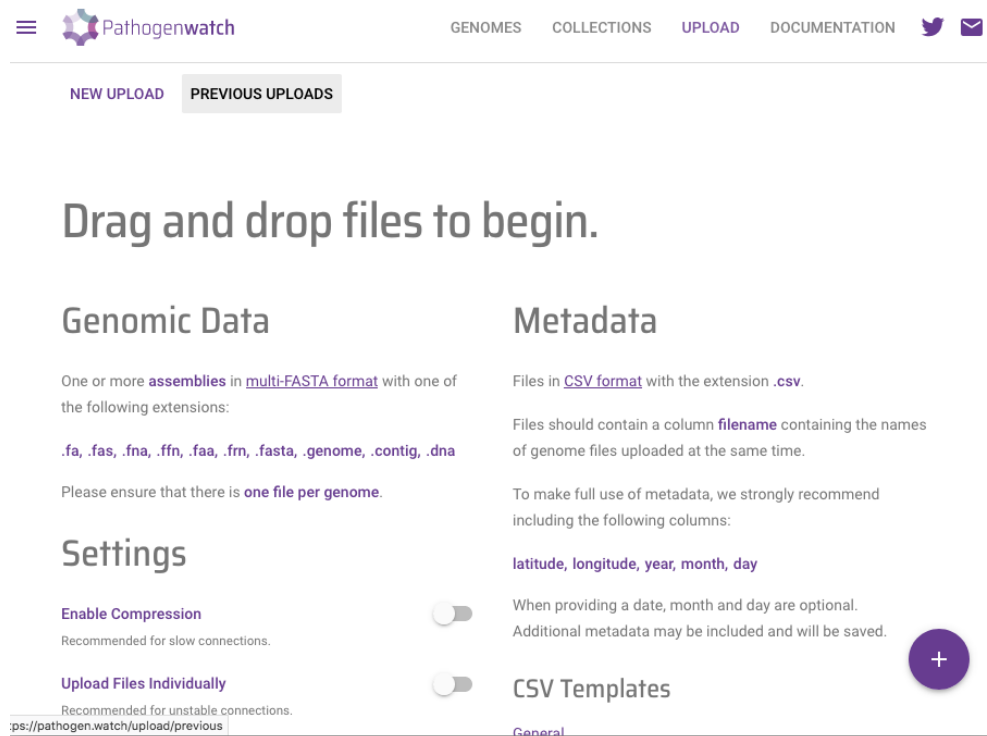 Pathogenwatch
GENOMES COLLECTIONS UPLOAD DOCUMENTATION
NEW UPLOAD PREVIOUS UPLOADS
Drag and drop files to begin.
Genomic Data
One or more assemblies in multi-FASTA format with one of
the following extensions:
.fa, .fas, .fna, .ffn, .faa, .frn, .fasta, .genome, .contig, .dna
Please ensure that there is one file per genome.
Settings
Enable Compression
Recommended for slow connections.
Upload Files Individually
Recommended for unstable connections.
Metadata
Files in CSV format with the extension .csv.
Files should contain a column filename containing the names
of genome files uploaded at the same time.
To make full use of metadata, we strongly recommend
including the following columns:
latitude, longitude, year, month, day
When providing a date, month and day are optional.
Additional metadata may be included and will be saved.
+
CSV Templates
General
tps://pathogen.watch/upload/previous